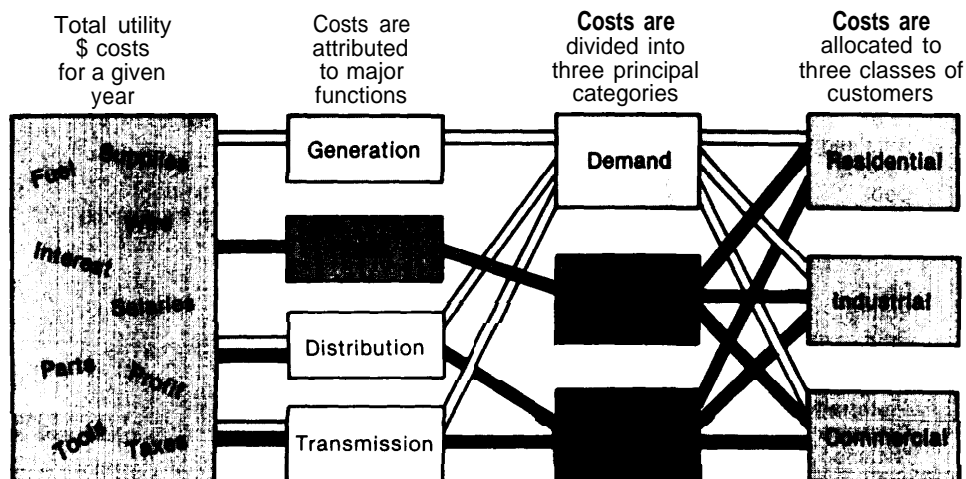 Total utility
$ costs
for a given
year
Costs are
attributed
to major
functions
Costs are
divided into
three principal
categories
Costs are
allocated to
three classes of
customers
Fuel
Supplies
Interest
Salaries
Parts
Profit
Tools
Taxes
Generation
Distribution
Transmission
Demand
Residential
Industrial
Commercial